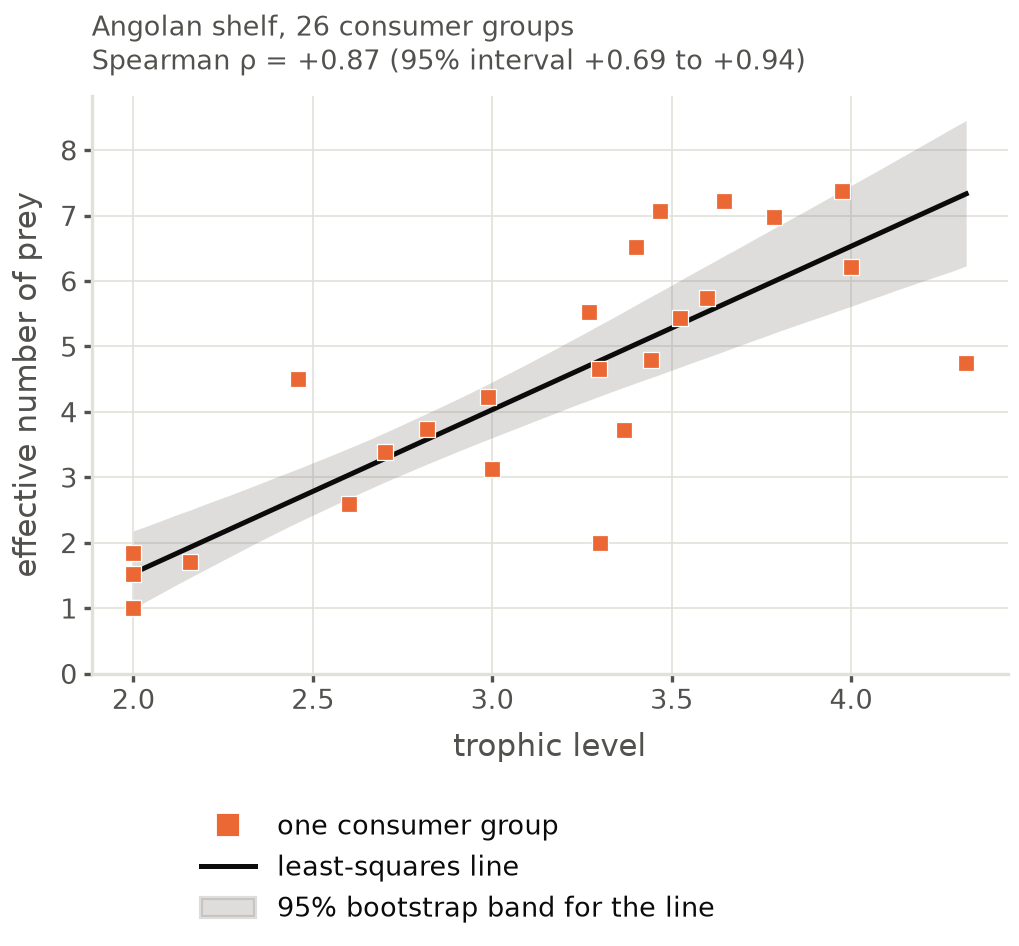 Angolan shelf, 26 consumer groups
Spearman ρ = +0.87 (95% interval +0.69 to +0.94)
effective number of prey
8
7
6
5
4
3
2
1
0
2.0 2.5 3.0 3.5 4.0
trophic level
one consumer group
least-squares line
95% bootstrap band for the line